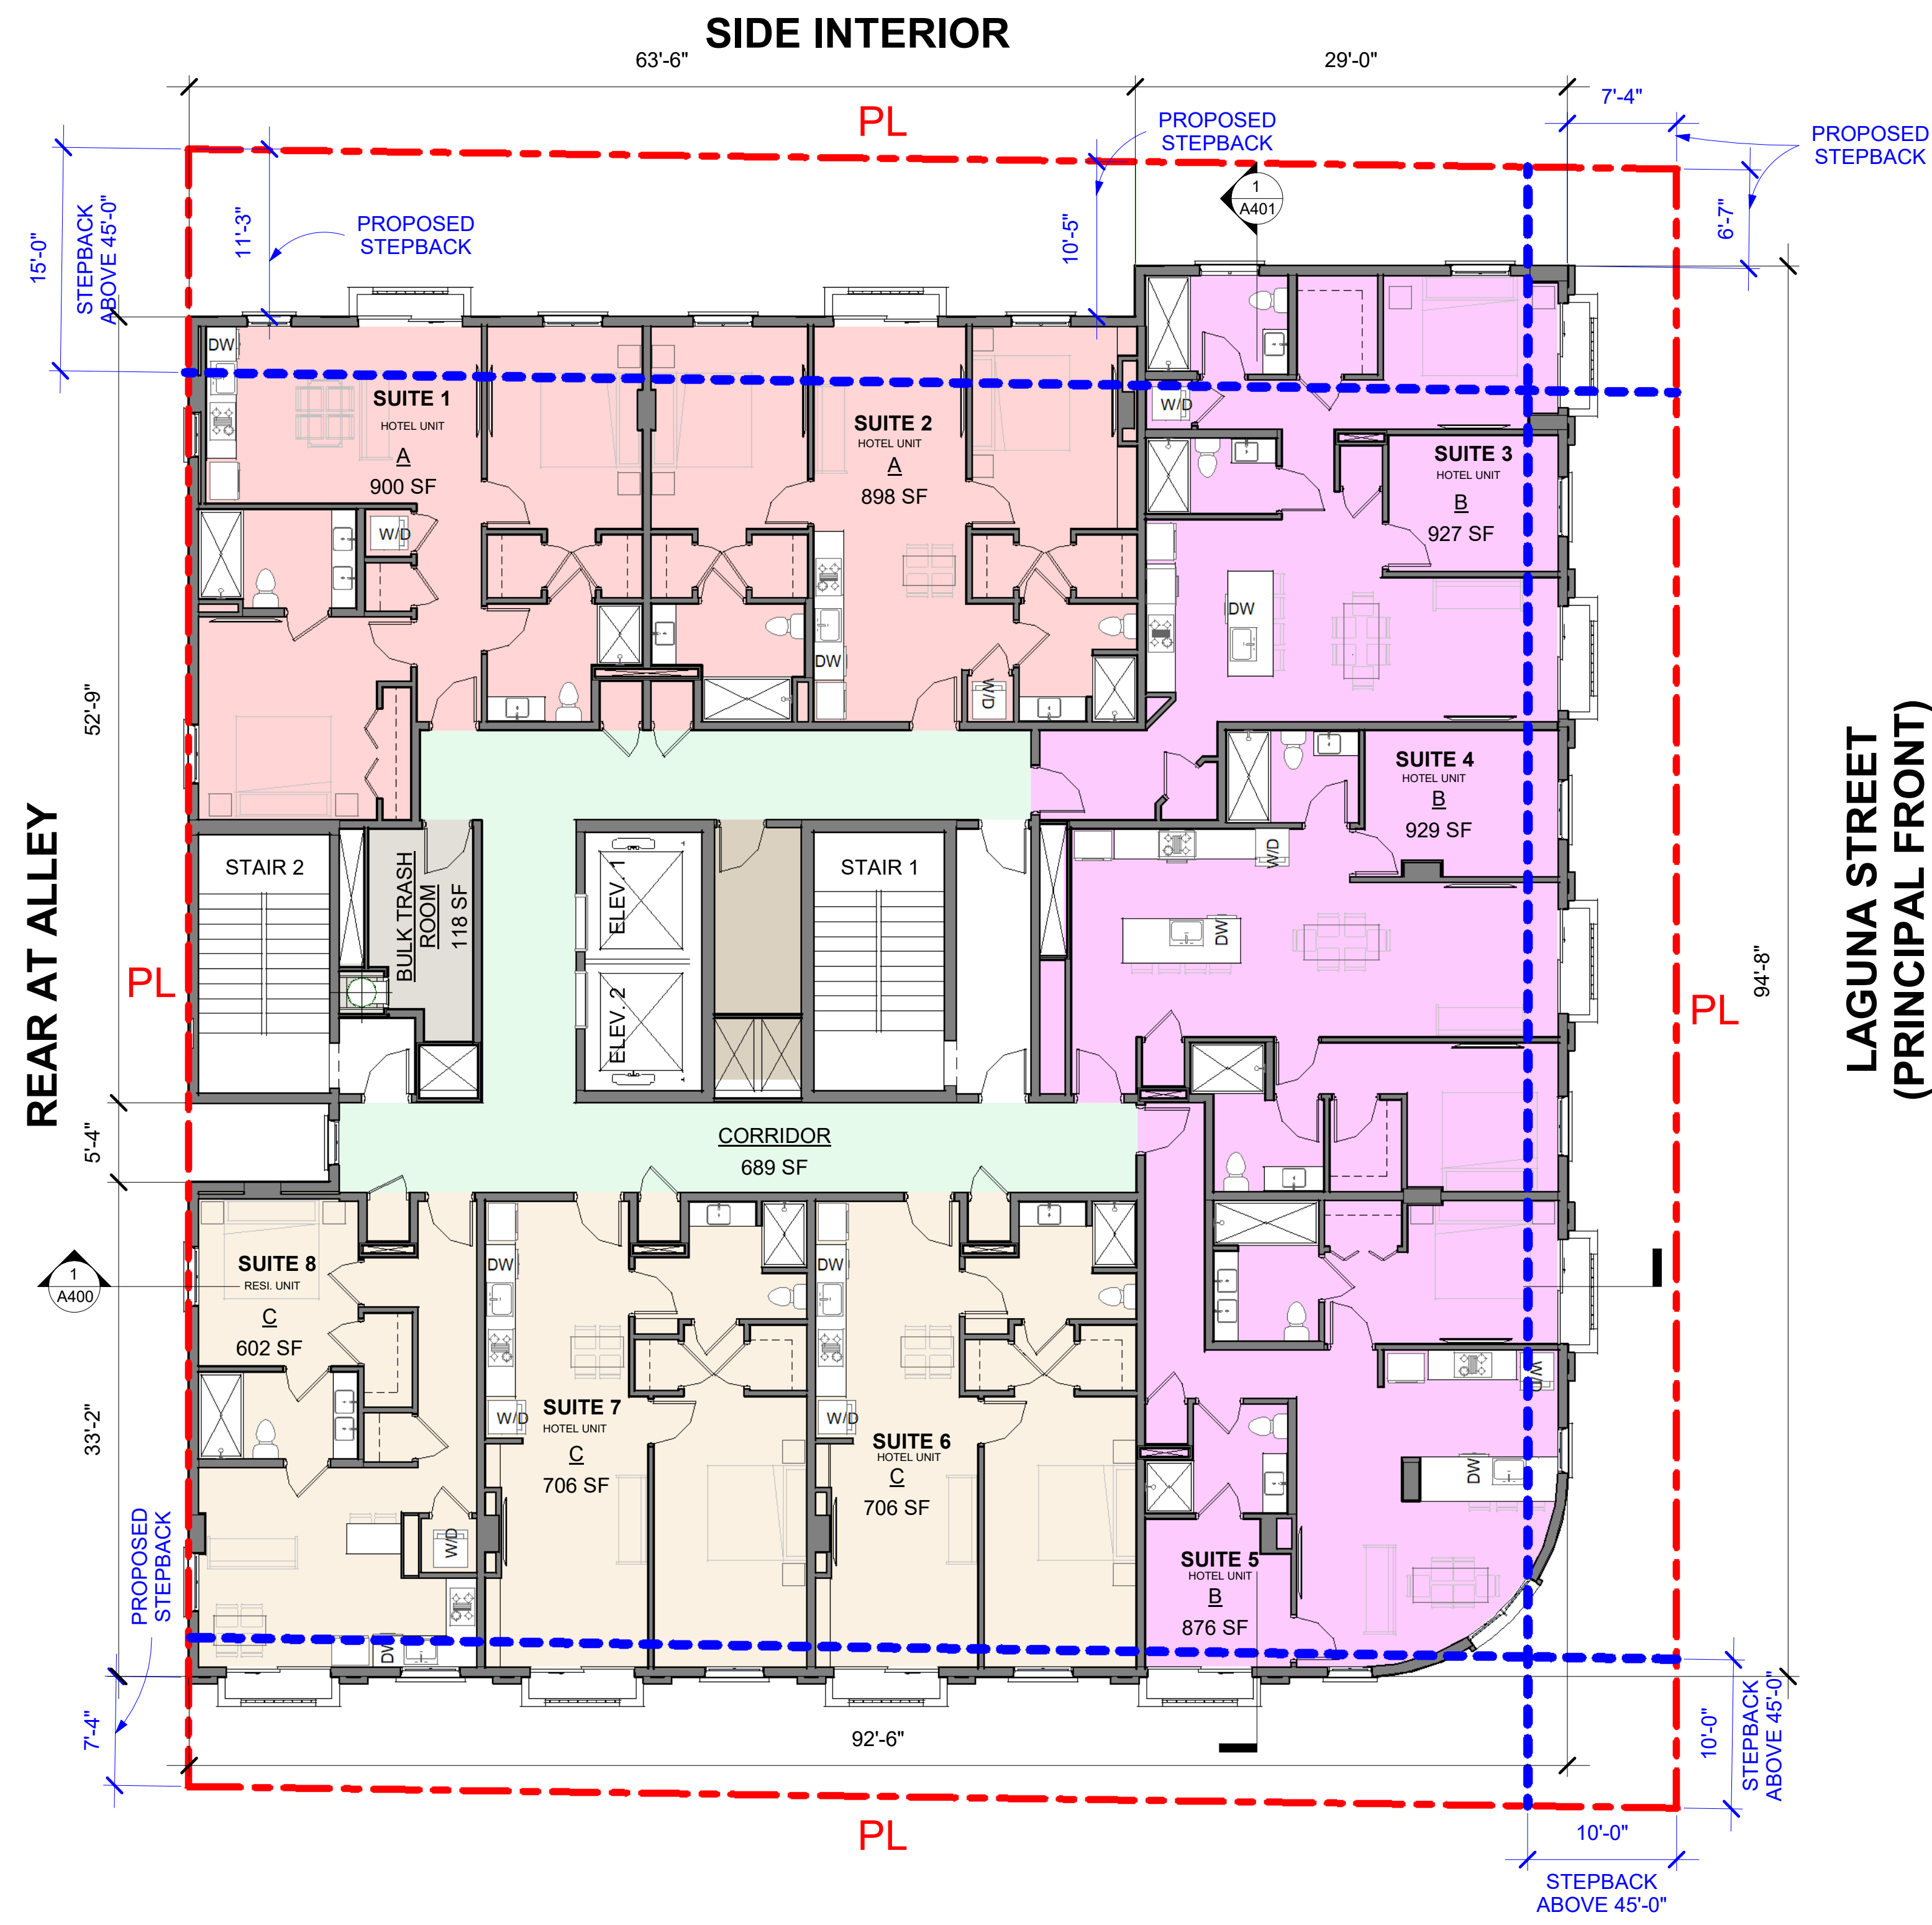 SIDE INTERIOR
63'-6"
29'-0"
7'-4"
PL
PROPOSED
STEPBACK
PROPOSED
STEPBACK
1
A401
15'-0"
STEPBACK
ABOVE 45'-0"
11'-3"
PROPOSED
STEPBACK
10'-5"
6'-7"
DW
SUITE 1
HOTEL UNIT
A
900 SF
SUITE 2
HOTEL UNIT
A
898 SF
W/D
SUITE 3
HOTEL UNIT
B
927 SF
W/D
DW
DW
W/D
52'-9"
SUITE 4
HOTEL UNIT
B
929 SF
W/D
DW
STAIR 2
BULK TRASH
ROOM
118 SF
ELEV. 1
ELEV. 2
STAIR 1
REAR AT ALLEY
PL
PL
94'-8"
LAGUNA STREET
(PRINCIPAL FRONT)
5'-4"
CORRIDOR
689 SF
1
A400
SUITE 8
RESI. UNIT
C
602 SF
DW
DW
W/D
W/D
W/D
SUITE 7
HOTEL UNIT
C
706 SF
SUITE 6
HOTEL UNIT
C
706 SF
33'-2"
DW
W/D
SUITE 5
HOTEL UNIT
B
876 SF
PROPOSED
STEPBACK
DW
7'-4"
92'-6"
10'-0"
STEPBACK
ABOVE 45'-0"
PL
10'-0"
STEPBACK
ABOVE 45'-0"